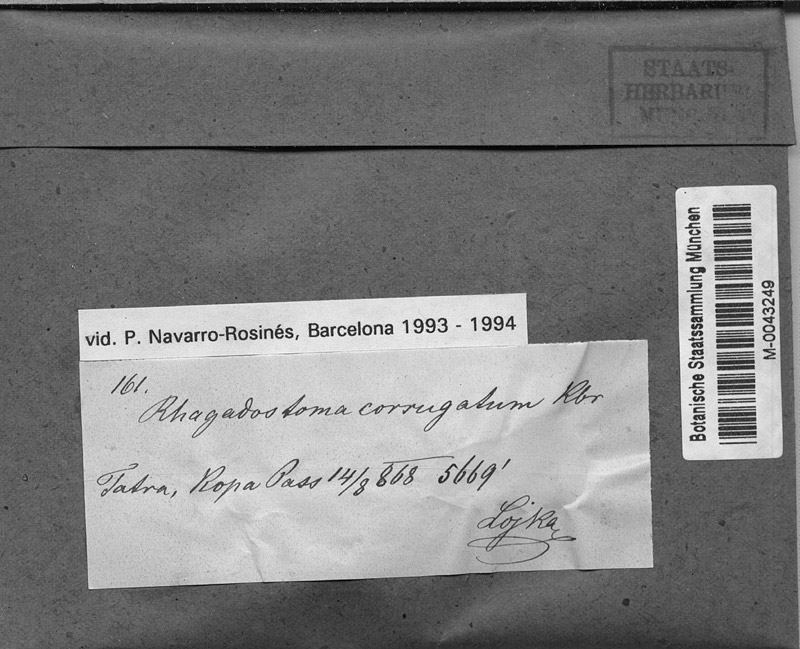 STAATS-
HERBARIUM
MÜNCHEN
Botanische Staatssammlung München
M-0043249
vid. P. Navarro-Rosinés, Barcelona 1993 - 1994
161.
Rhagadostoma corrugatum Kbr
Tatra, Kopa Pass 14/8 868 5669'
Lojka